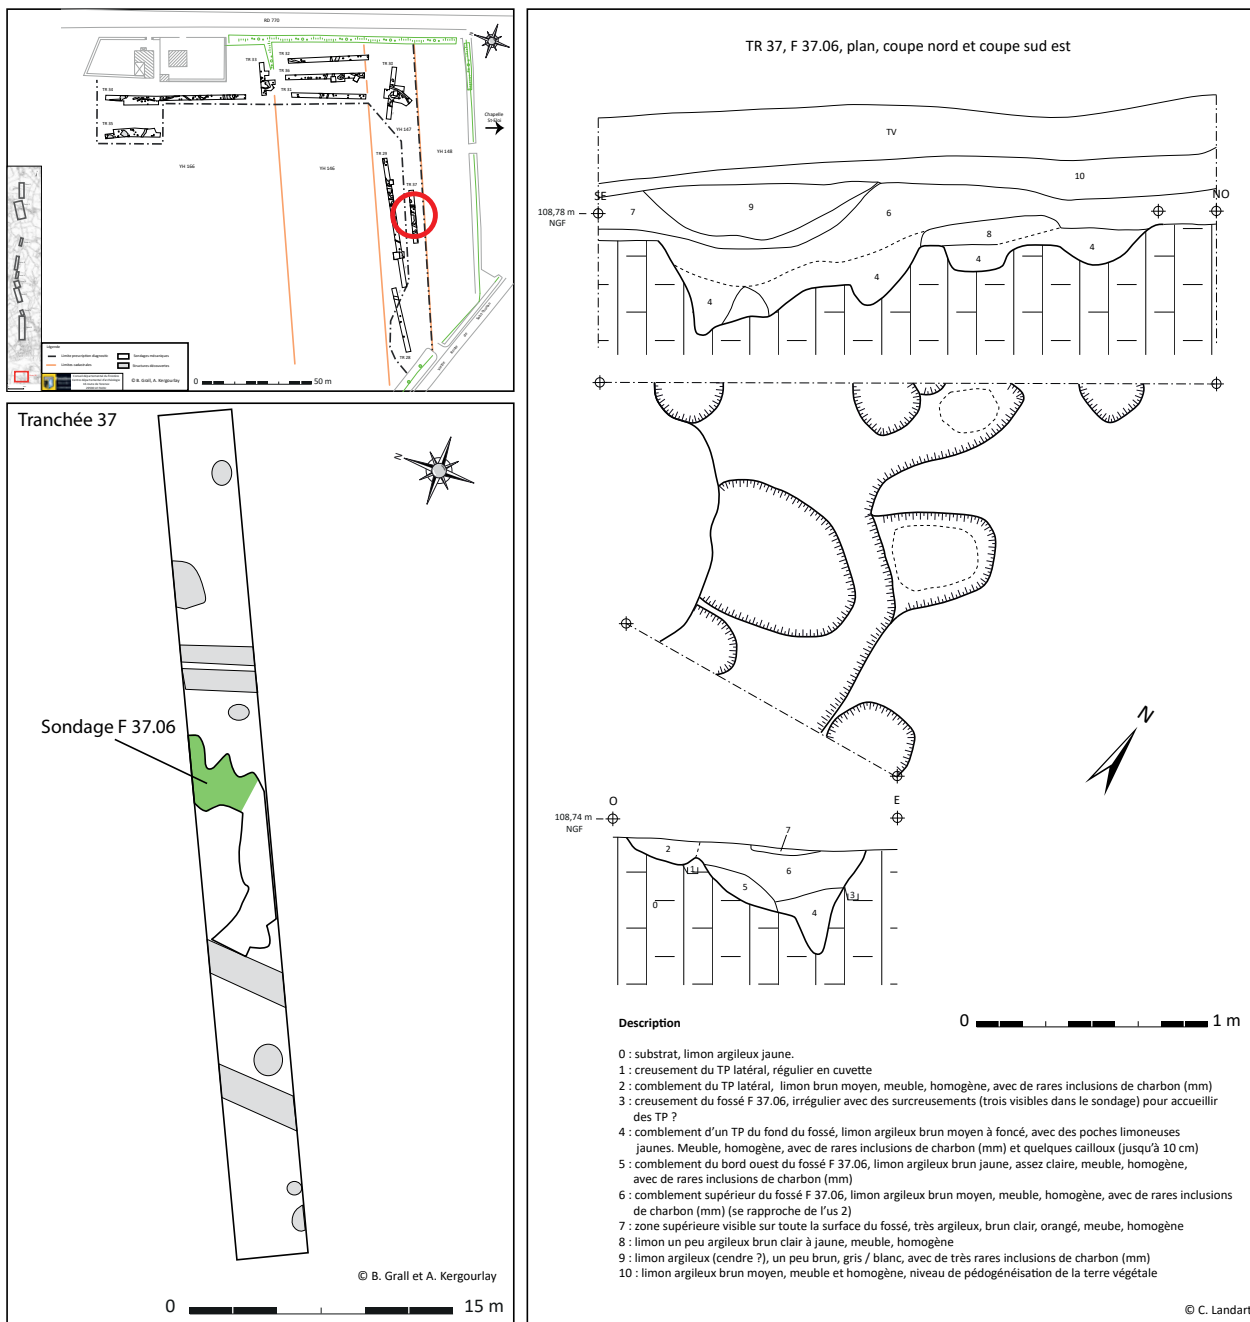 RD 770
TR 32
TR 33
TR 36
TR 30
TR 34
TR 31
Chapelle
St-Eloi
TR 35
YH 147
YH 148
TR 29
YH 166
YH 146
TR 37
TR 28
Légende
Limite prescription diagnostic
Sondages mécaniques
Limites cadastrales
Structures découvertes
© B. Grall, A. Kergourlay
0
50 m
Tranchée 37
N
Sondage F 37.06
© B. Grall et A. Kergourlay
0
15 m
TR 37, F 37.06, plan, coupe nord et coupe sud est
TV
10
SE
NO
108,78 m
NGF
7
9
6
8
4
4
4
4
N
O
E
108,74 m
NGF
7
2
1
6
5
3
0
4
Description
0
1 m
0 : substrat, limon argileux jaune.
1 : creusement du TP latéral, régulier en cuvette
2 : comblement du TP latéral, limon brun moyen, meuble, homogène, avec de rares inclusions de charbon (mm)
3 : creusement du fossé F 37.06, irrégulier avec des surcreusements (trois visibles dans le sondage) pour accueillir
des TP ?
4 : comblement d'un TP du fond du fossé, limon argileux brun moyen à foncé, avec des poches limoneuses
jaunes. Meuble, homogène, avec de rares inclusions de charbon (mm) et quelques cailloux (jusqu'à 10 cm)
5 : comblement du bord ouest du fossé F 37.06, limon argileux brun jaune, assez claire, meuble, homogène,
avec de rares inclusions de charbon (mm)
6 : comblement supérieur du fossé F 37.06, limon argileux brun moyen, meuble, homogène, avec de rares inclusions
de charbon (mm) (se rapproche de l'us 2)
7 : zone supérieure visible sur toute la surface du fossé, très argileux, brun clair, orangé, meube, homogène
8 : limon un peu argileux brun clair à jaune, meuble, homogène
9 : limon argileux (cendre ?), un peu brun, gris / blanc, avec de très rares inclusions de charbon (mm)
10 : limon argileux brun moyen, meuble et homogène, niveau de pédogénéisation de la terre végétale
© C. Landart